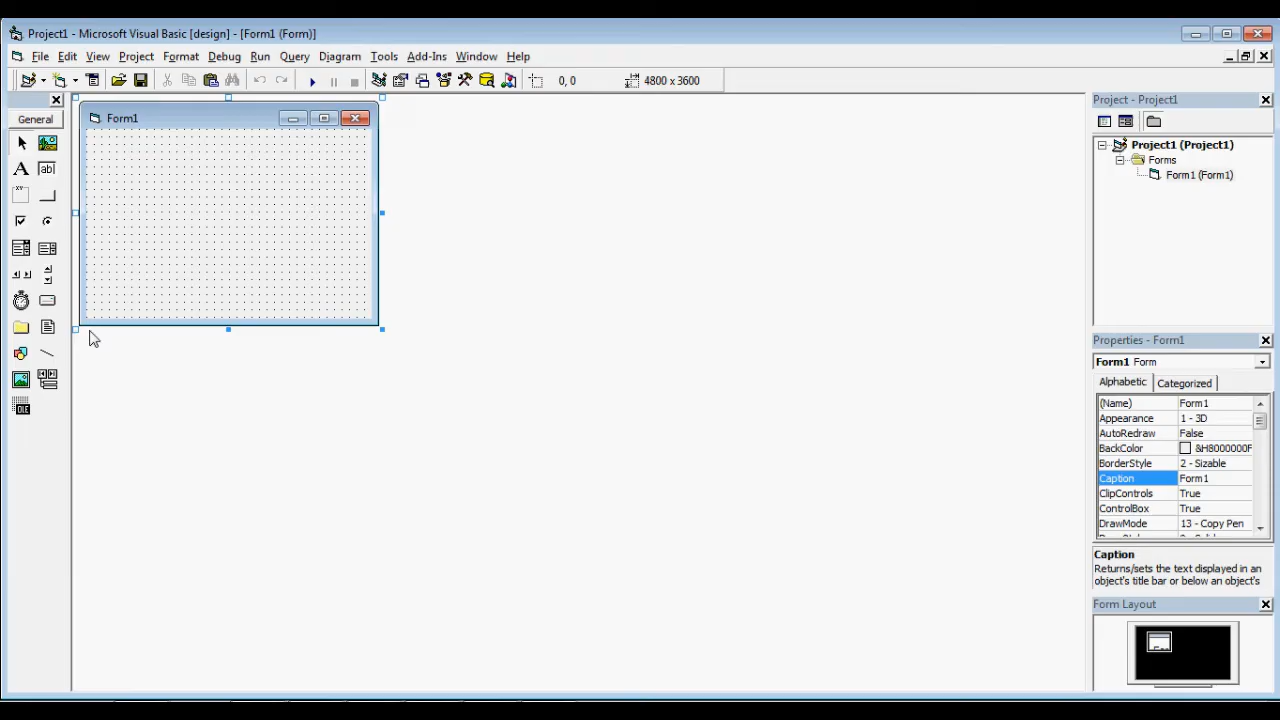 Project1 - Microsoft Visual Basic [design] - [Form1 (Form)]
File Edit View Project Format Debug Run Query Diagram Tools Add-Ins Window Help
0, 0 4800 x 3600
General
A ab|
OLE
Form1
Project - Project1
Project1 (Project1)
Forms
Form1 (Form1)
Properties - Form1
Form1 Form
Alphabetic Categorized
(Name) Form1
Appearance 1 - 3D
AutoRedraw False
BackColor &H8000000F
BorderStyle 2 - Sizable
Caption Form1
ClipControls True
ControlBox True
DrawMode 13 - Copy Pen
Caption
Returns/sets the text displayed in an
object's title bar or below an object's
Form Layout